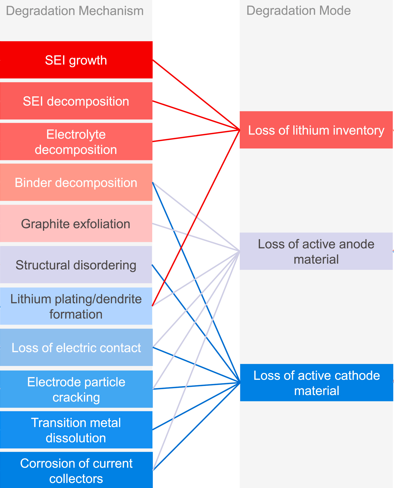 Degradation Mechanism
Degradation Mode
SEI growth
SEI decomposition
Electrolyte
decomposition
Binder decomposition
Graphite exfoliation
Structural disordering
Lithium plating/dendrite
formation
Loss of electric contact
Electrode particle
cracking
Transition metal
dissolution
Corrosion of current
collectors
Loss of lithium inventory
Loss of active anode
material
Loss of active cathode
material